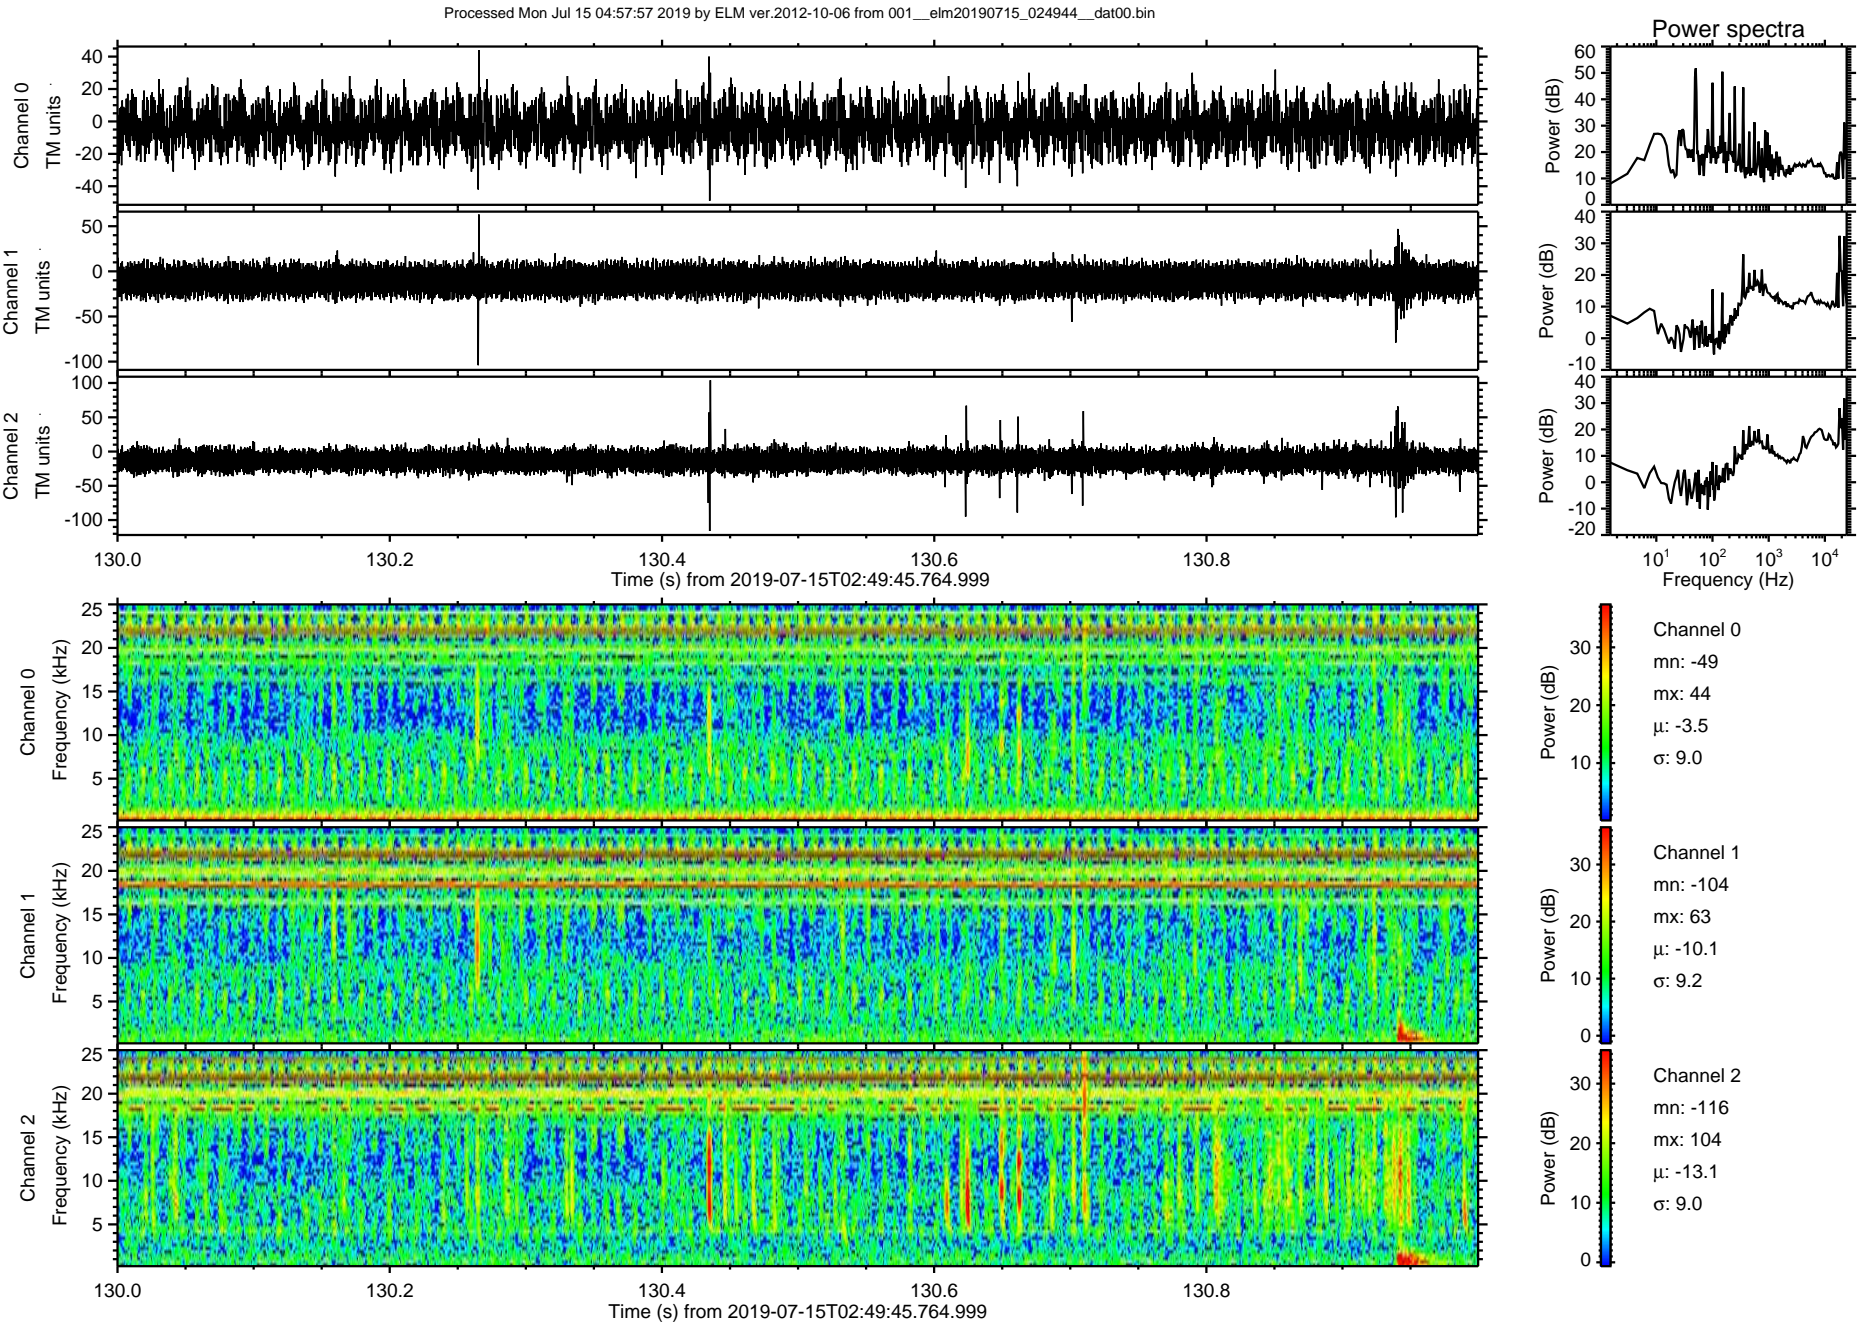 Processed Mon Jul 15 04:57:57 2019 by ELM ver.2012-10-06 from 001__elm20190715_024944__dat00.bin
Power spectra
Channel 0
TM units
40
20
0
-20
-40
Power (dB)
60
50
40
30
20
10
0
Channel 1
TM units
50
0
-50
-100
Power (dB)
40
30
20
10
0
-10
Channel 2
TM units
100
50
0
-50
-100
Power (dB)
40
30
20
10
0
-10
-20
130.0 130.2 130.4 130.6 130.8
Time (s) from 2019-07-15T02:49:45.764.999
10^1 10^2 10^3 10^4
Frequency (Hz)
Channel 0
Frequency (kHz)
25
20
15
10
5
Power (dB)
30
20
10
Channel 0
mn: -49
mx: 44
µ: -3.5
σ: 9.0
Channel 1
Frequency (kHz)
25
20
15
10
5
Power (dB)
30
20
10
0
Channel 1
mn: -104
mx: 63
µ: -10.1
σ: 9.2
Channel 2
Frequency (kHz)
25
20
15
10
5
Power (dB)
30
20
10
0
Channel 2
mn: -116
mx: 104
µ: -13.1
σ: 9.0
130.0 130.2 130.4 130.6 130.8
Time (s) from 2019-07-15T02:49:45.764.999